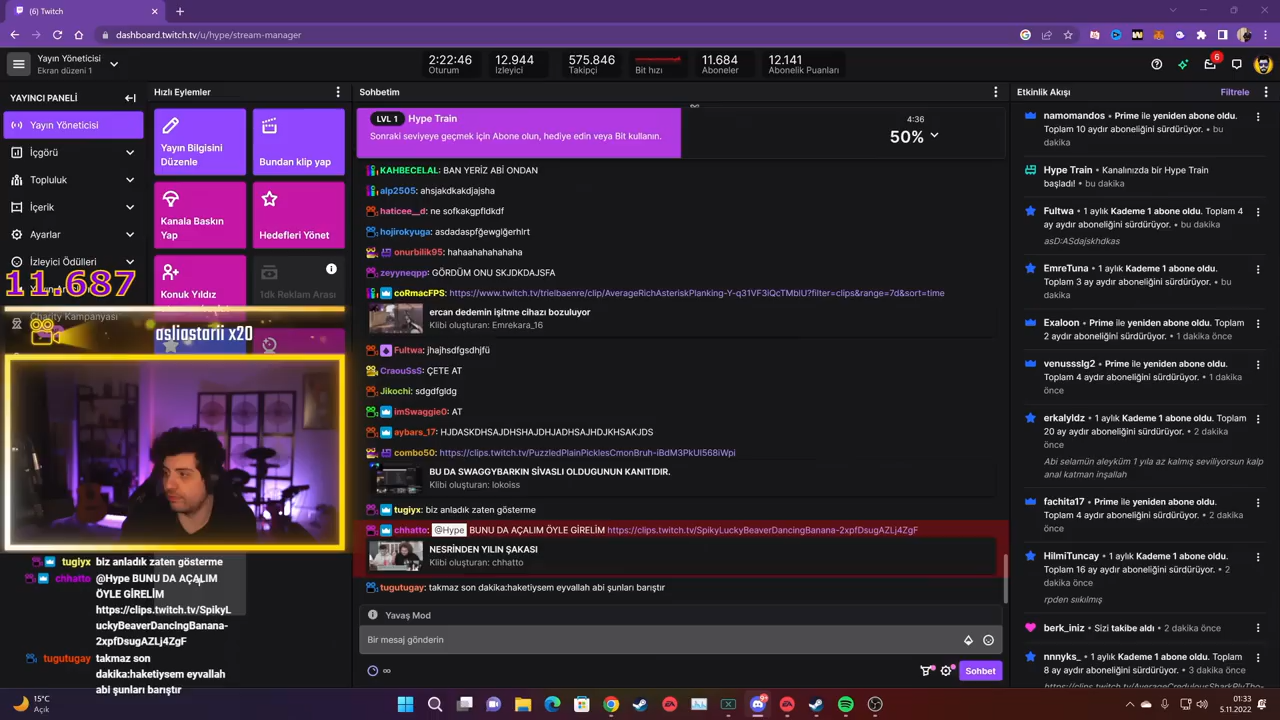 (6) Twitch
dashboard.twitch.tv/u/hype/stream-manager
Yayın Yöneticisi
Ekran düzeni 1
2:22:46
Oturum
12.944
İzleyici
575.846
Takipçi
Bit hızı
11.684
Aboneler
12.141
Abonelik Puanları
6
YAYINCI PANELİ
Yayın Yöneticisi
İçgörü
Topluluk
İçerik
Ayarlar
İzleyici Ödülleri
11.687
Charity Kampanyası
asliastarii x20
Hızlı Eylemler
Yayın Bilgisini
Düzenle
Bundan klip yap
Kanala Baskın
Yap
Hedefleri Yönet
Konuk Yıldız
1dk Reklam Arası
tugiyx biz anladık zaten gösterme
chhatto @Hype BUNU DA AÇALIM
ÖYLE GİRELİM
https://clips.twitch.tv/SpikyL
uckyBeaverDancingBanana-
2xpfDsugAZLj4ZgF
tugutugay takmaz son
dakika:haketiysem eyvallah
abi şunları barıştır
Sohbetim
LVL 1 Hype Train
Sonraki seviyeye geçmek için Abone olun, hediye edin veya Bit kullanın.
4:36
50%
KAHBECELAL: BAN YERİZ ABİ ONDAN
alp2505: ahsjakdkakdjajsha
haticee__d: ne sofkakgpfldkdf
hojirokyuga: asdadaspfğewglğerhlrt
onurbilik95: hahaahahahahaha
zeyyneqpp: GÖRDÜM ONU SKJDKDAJSFA
coRmacFPS: https://www.twitch.tv/trielbaenre/clip/AverageRichAsteriskPlanking-Y-q31VF3iQcTMbIU?filter=clips&range=7d&sort=time
ercan dedemin işitme cihazı bozuluyor
Klibi oluşturan: Emrekara_16
Fultwa: jhajhsdfgsdhjfü
CraouSsS: ÇETE AT
Jikochi: sdgdfgldg
imSwaggie0: AT
aybars_17: HJDASKDHSAJDHSHAJDHJADHSAJHDJKHSAKJDS
combo50: https://clips.twitch.tv/PuzzledPlainPicklesCmonBruh-iBdM3PkUI568iWpi
BU DA SWAGGYBARKIN SİVASLI OLDUGUNUN KANITIDIR.
Klibi oluşturan: lokoiss
tugiyx: biz anladık zaten gösterme
chhatto: @Hype BUNU DA AÇALIM ÖYLE GİRELİM https://clips.twitch.tv/SpikyLuckyBeaverDancingBanana-2xpfDsugAZLj4ZgF
NESRİNDEN YILIN ŞAKASI
Klibi oluşturan: chhatto
tugutugay: takmaz son dakika:haketiysem eyvallah abi şunları barıştır
Yavaş Mod
Bir mesaj gönderin
∞
Sohbet
Etkinlik Akışı
Filtrele
namomandos • Prime ile yeniden abone oldu.
Toplam 10 aydır aboneliğini sürdürüyor. • bu
dakika
Hype Train • Kanalınızda bir Hype Train
başladı! • bu dakika
Fultwa • 1 aylık Kademe 1 abone oldu. Toplam 4
ay aydır aboneliğini sürdürüyor. • bu dakika
asD:ASdajskhdkas
EmreTuna • 1 aylık Kademe 1 abone oldu.
Toplam 3 ay aydır aboneliğini sürdürüyor. • bu
dakika
Exaloon • Prime ile yeniden abone oldu. Toplam
2 aydır aboneliğini sürdürüyor. • 1 dakika önce
venussslg2 • Prime ile yeniden abone oldu.
Toplam 4 aydır aboneliğini sürdürüyor. • 1 dakika
önce
erkalyldz • 1 aylık Kademe 1 abone oldu. Toplam
20 ay aydır aboneliğini sürdürüyor. • 2 dakika
önce
Abi selamün aleyküm 1 yıla az kalmış seviliyorsun kalp
anal katman inşallah
fachita17 • Prime ile yeniden abone oldu.
Toplam 4 aydır aboneliğini sürdürüyor. • 2 dakika
önce
HilmiTuncay • 1 aylık Kademe 1 abone oldu.
Toplam 16 ay aydır aboneliğini sürdürüyor. • 2
dakika önce
rpden siıkılmış
berk_iniz • Sizi takibe aldı • 2 dakika önce
nnnyks_ • 1 aylık Kademe 1 abone oldu. Toplam
8 ay aydır aboneliğini sürdürüyor. • 3 dakika önce
15°C
Açık
01:33
5.11.2022